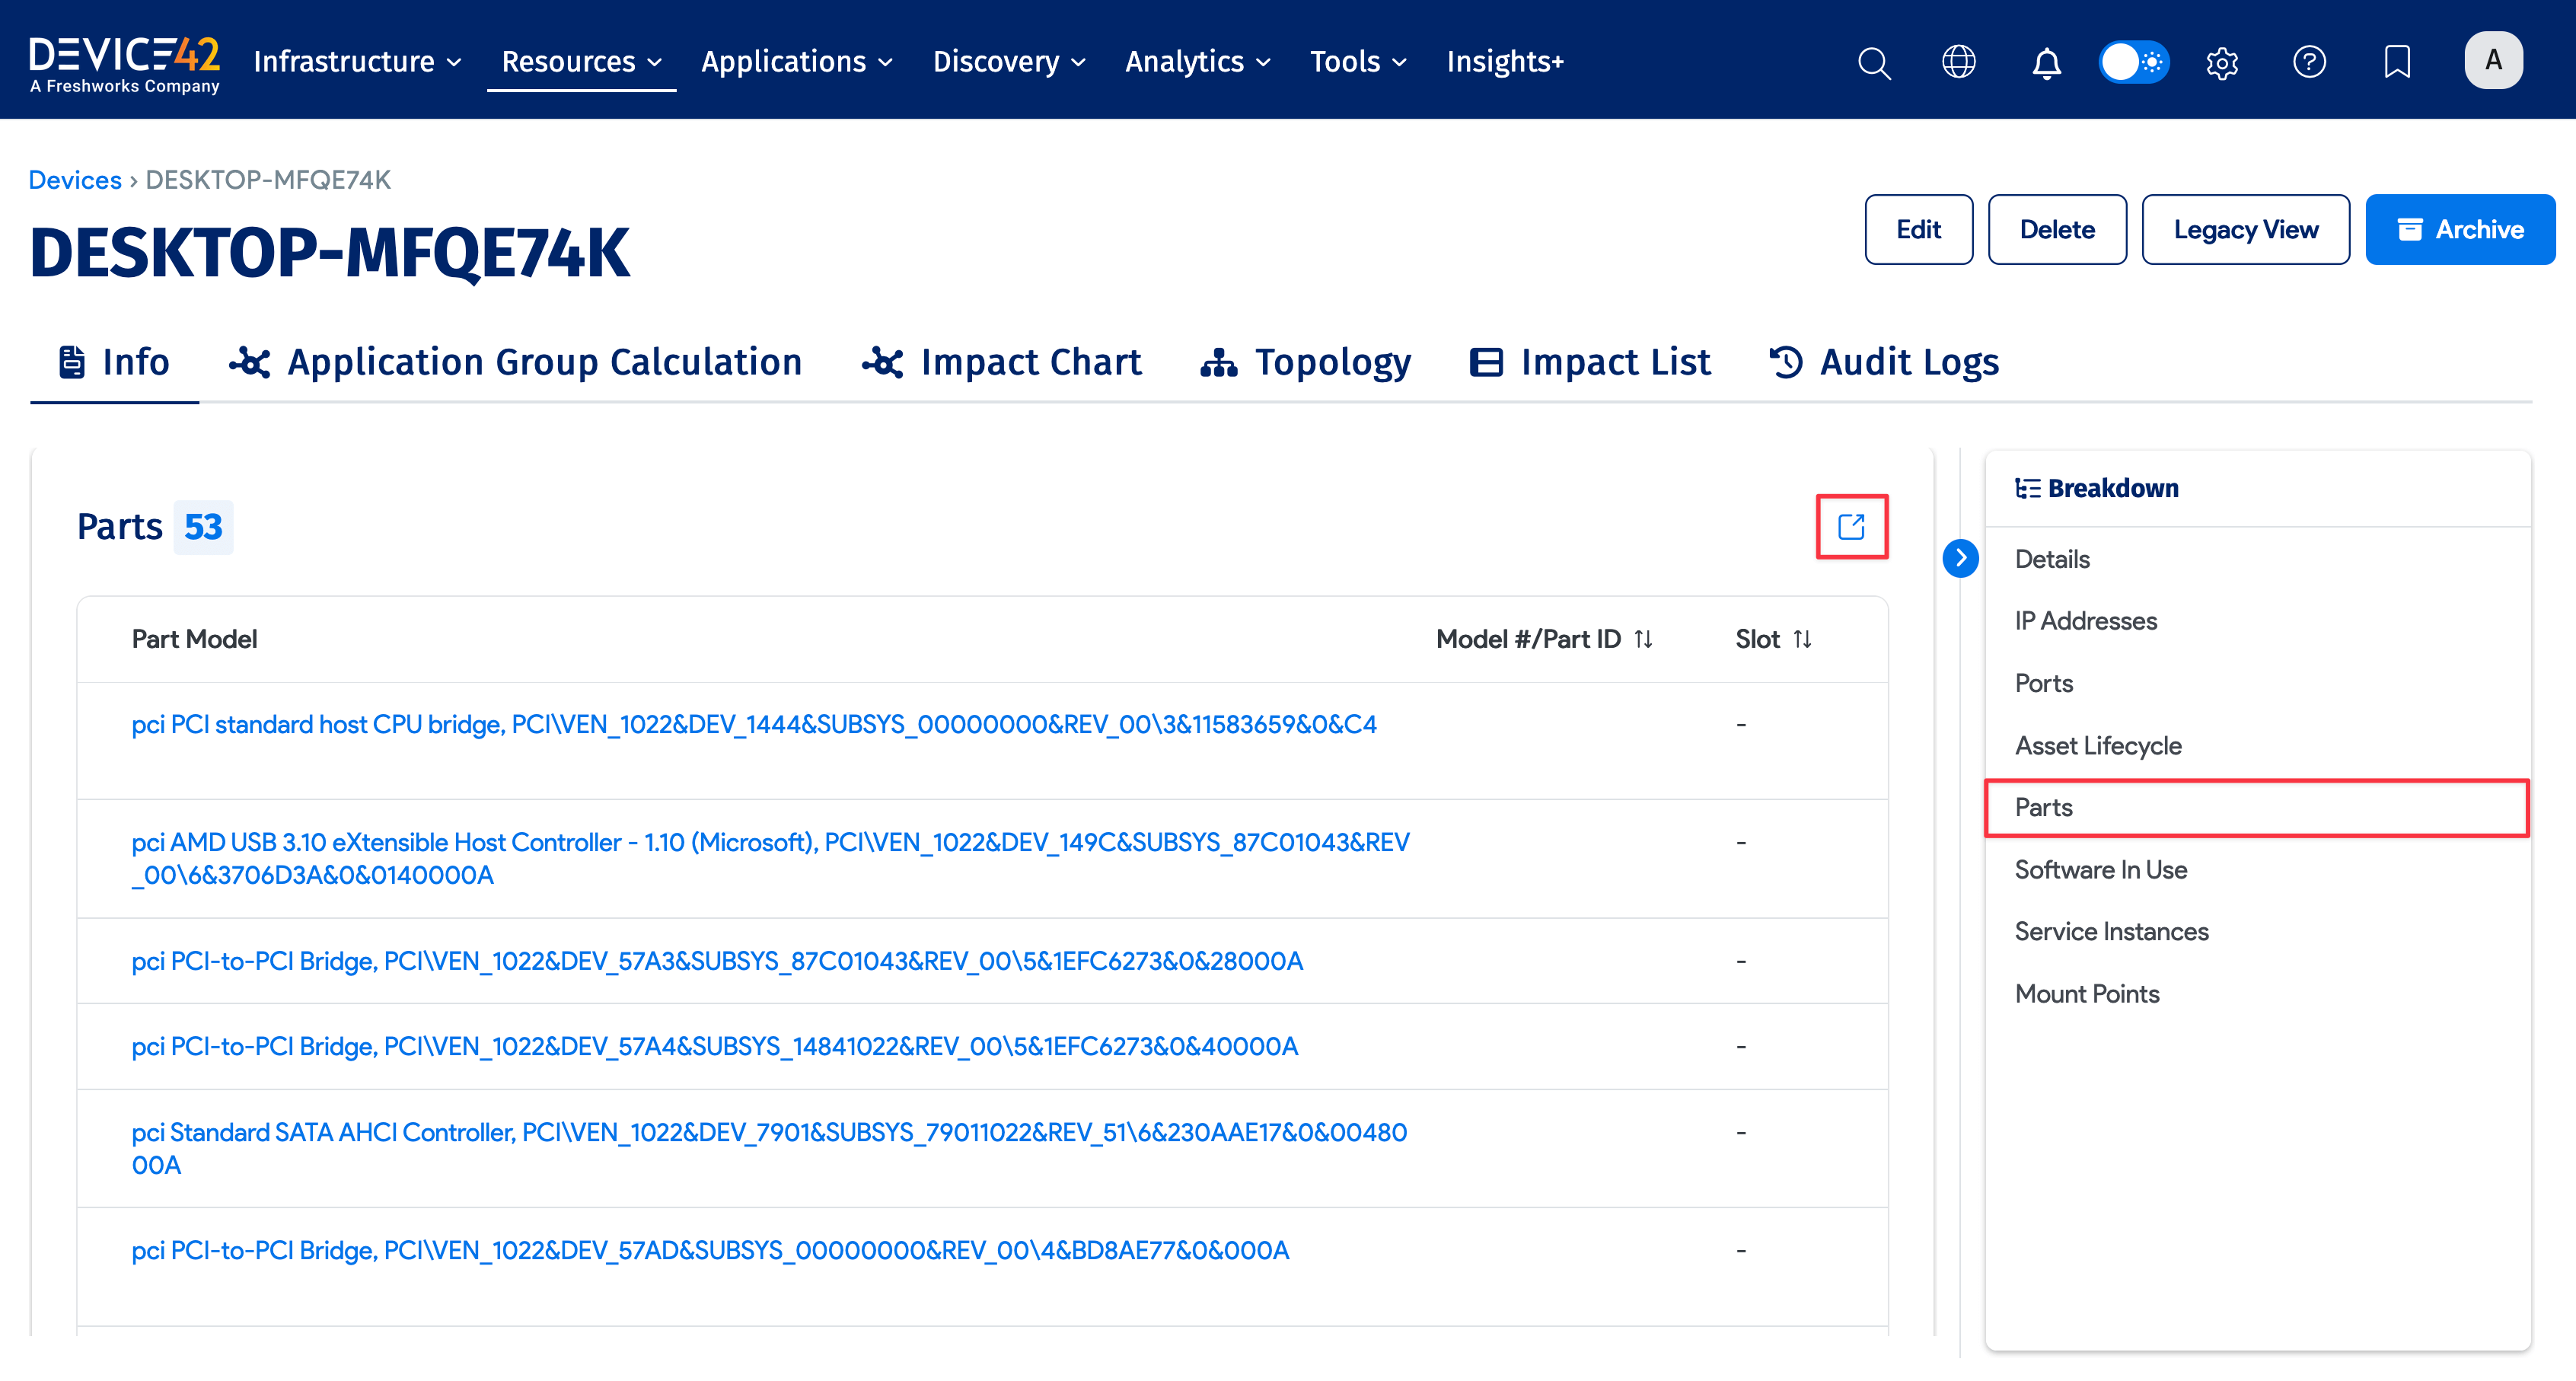 DEVICE42
A Freshworks Company
Infrastructure
Resources
Applications
Discovery
Analytics
Tools
Insights+
A
Devices › DESKTOP-MFQE74K
DESKTOP-MFQE74K
Edit
Delete
Legacy View
Archive
Info
Application Group Calculation
Impact Chart
Topology
Impact List
Audit Logs
Parts 53
Part Model
Model #/Part ID
Slot
pci PCI standard host CPU bridge, PCI\VEN_1022&DEV_1444&SUBSYS_00000000&REV_00\3&11583659&0&C4
-
pci AMD USB 3.10 eXtensible Host Controller - 1.10 (Microsoft), PCI\VEN_1022&DEV_149C&SUBSYS_87C01043&REV
_00\6&3706D3A&0&0140000A
-
pci PCI-to-PCI Bridge, PCI\VEN_1022&DEV_57A3&SUBSYS_87C01043&REV_00\5&1EFC6273&0&28000A
-
pci PCI-to-PCI Bridge, PCI\VEN_1022&DEV_57A4&SUBSYS_14841022&REV_00\5&1EFC6273&0&40000A
-
pci Standard SATA AHCI Controller, PCI\VEN_1022&DEV_7901&SUBSYS_79011022&REV_51\6&230AAE17&0&00480
00A
-
pci PCI-to-PCI Bridge, PCI\VEN_1022&DEV_57AD&SUBSYS_00000000&REV_00\4&BD8AE77&0&000A
-
Breakdown
Details
IP Addresses
Ports
Asset Lifecycle
Parts
Software In Use
Service Instances
Mount Points